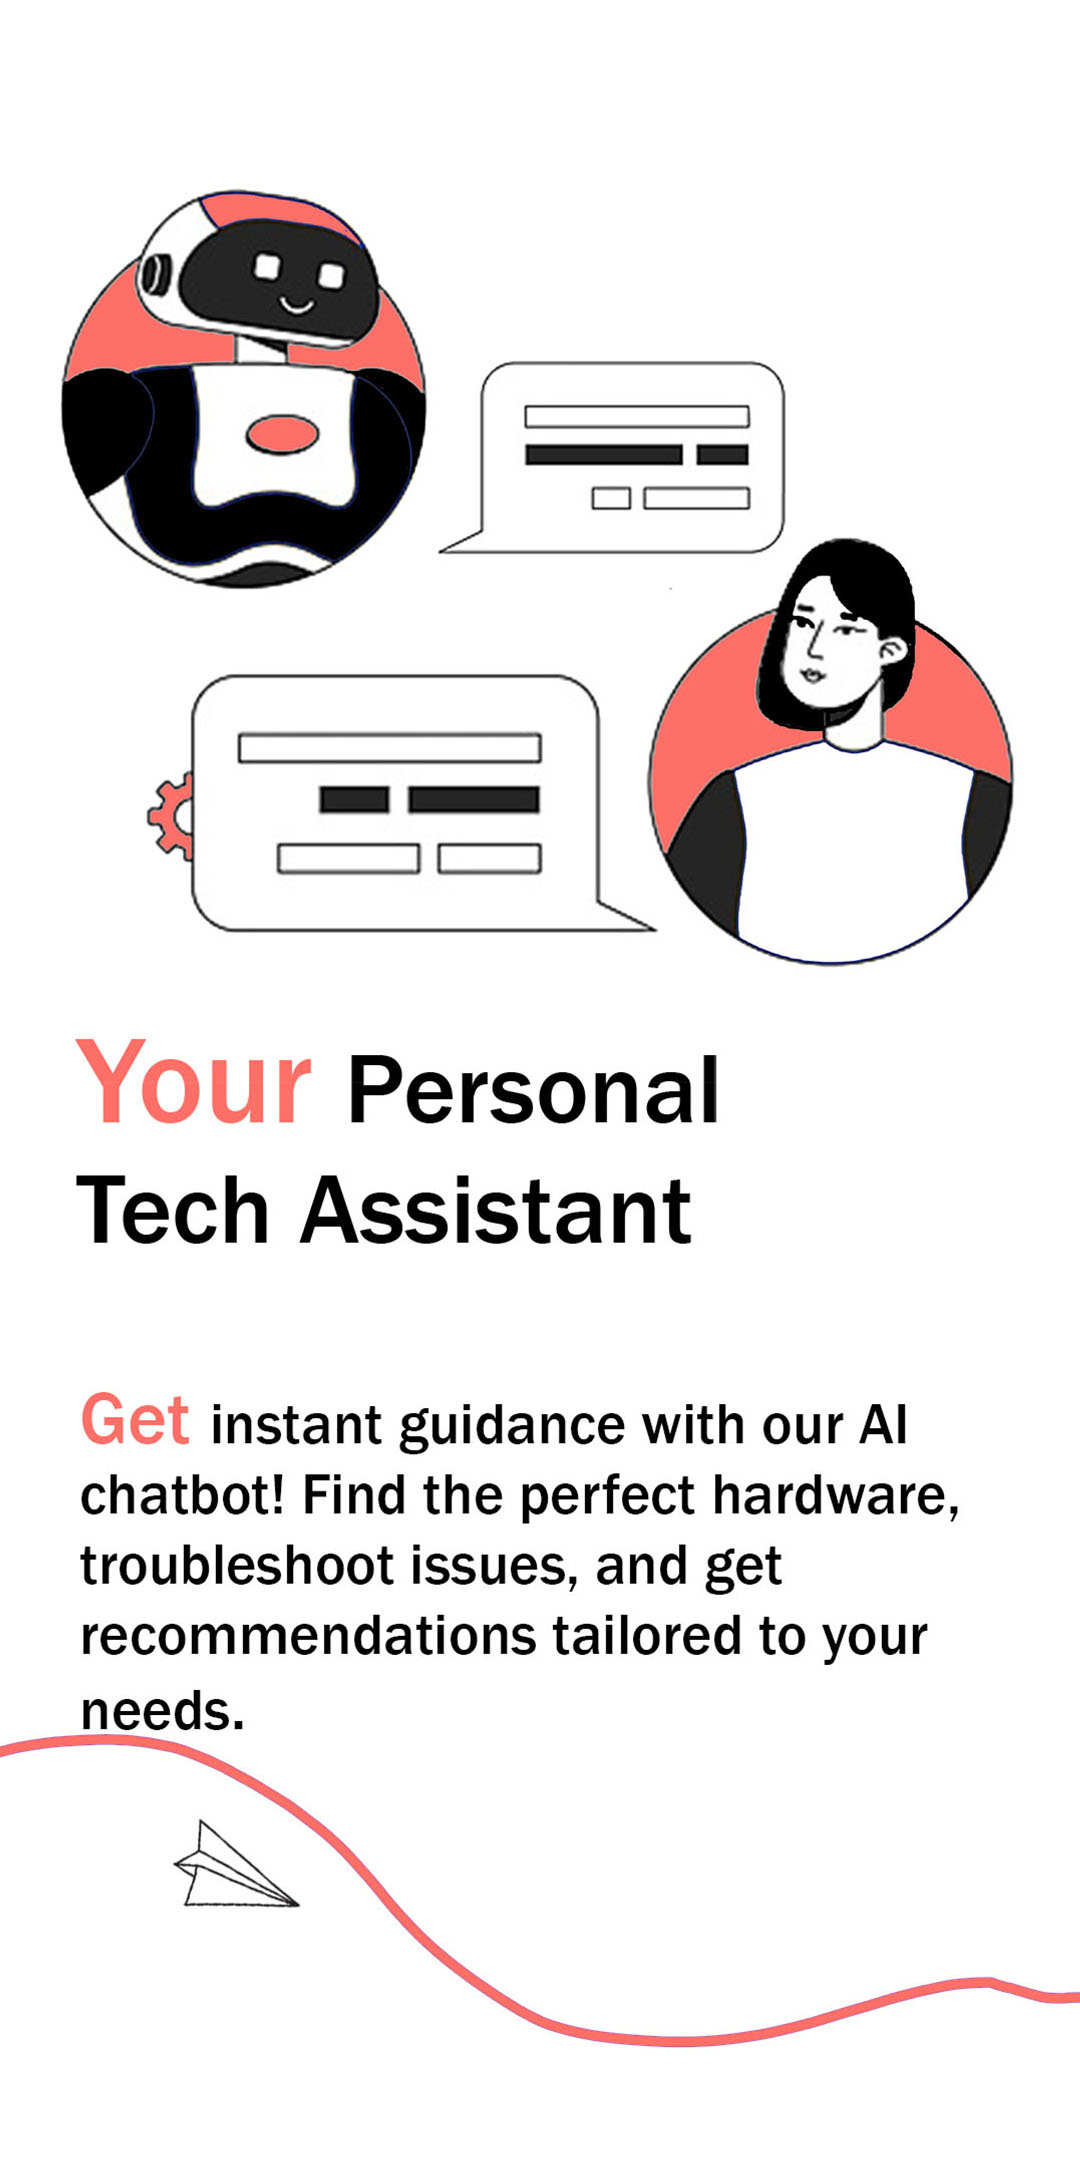 Your Personal
Tech Assistant
Get instant guidance with our AI
chatbot! Find the perfect hardware,
troubleshoot issues, and get
recommendations tailored to your
needs.